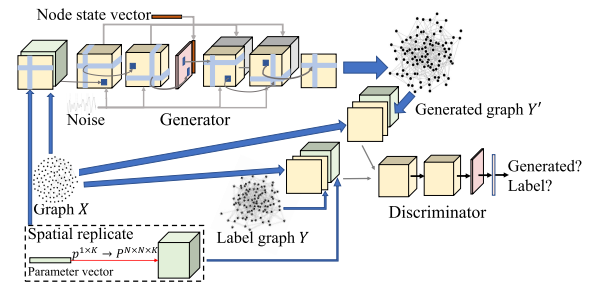 Node state vector
Noise
Generator
Generated graph Y′
Graph X
Label graph Y
Generated?
Label?
Discriminator
Spatial replicate
p^{1×K} → P^{N×N×K}
Parameter vector